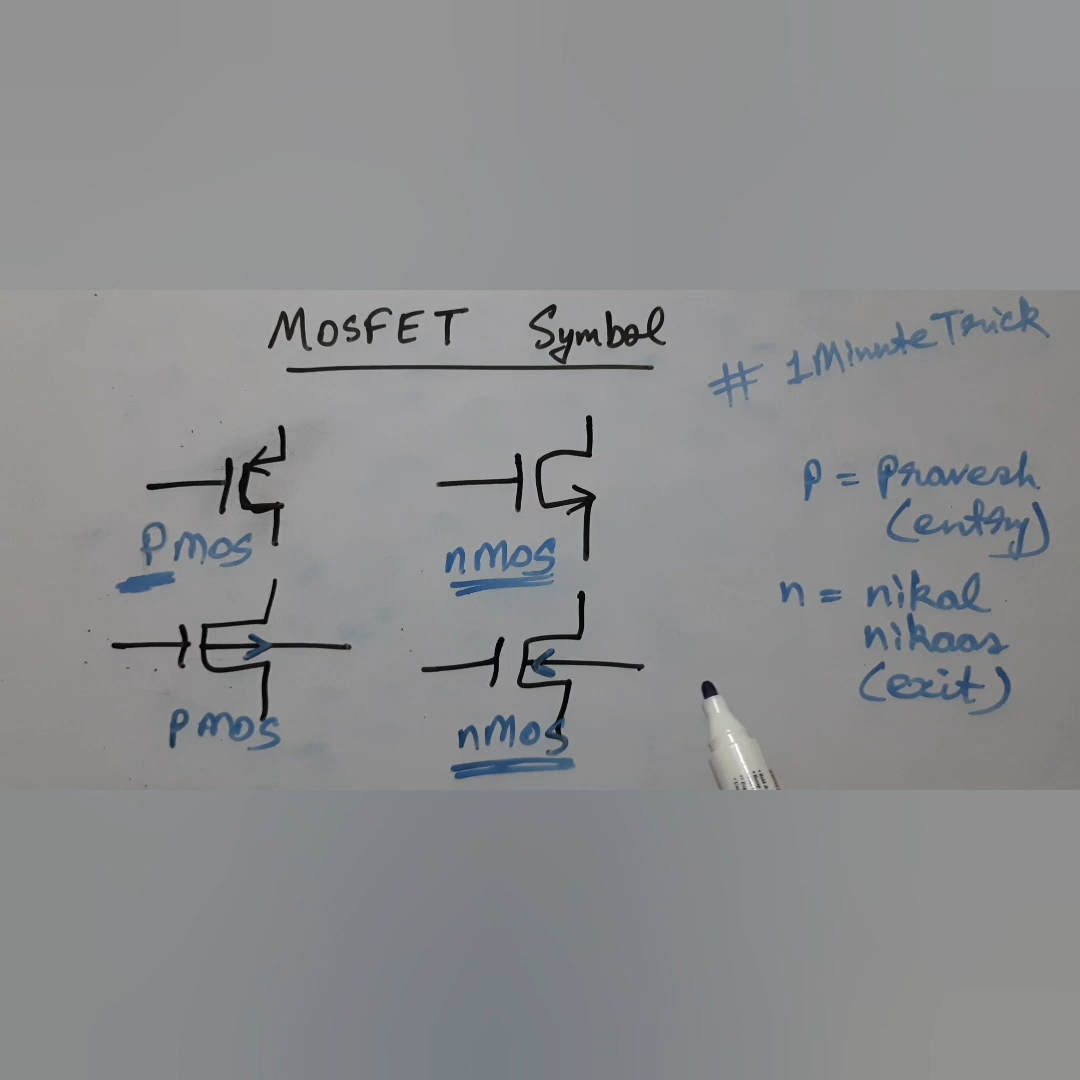 MOSFET Symbol
# 1MinuteTrick
PMOS
nMOS
PMOS
nMOS
P = Pravesh
(entry)
n = nikal
nikaas
(exit)